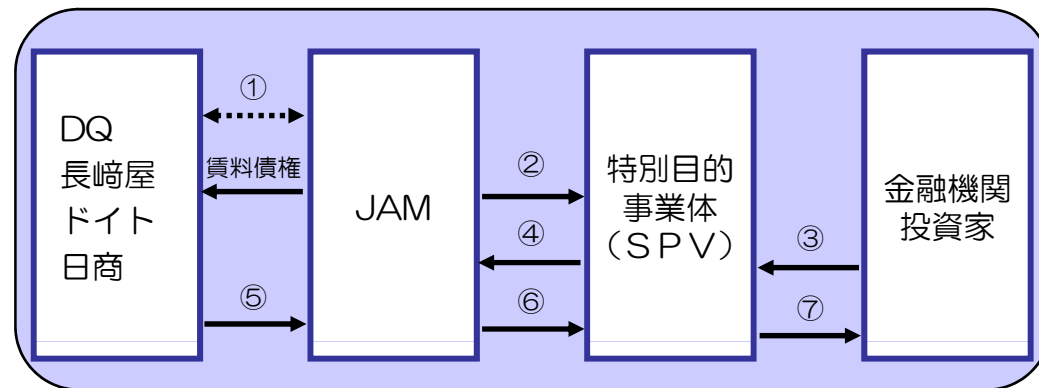 DQ
長﨑屋
ドイト
日商
①
賃料債権
⑤
JAM
②
④
⑥
特別目的
事業体
(SPV)
③
⑦
金融機関
投資家